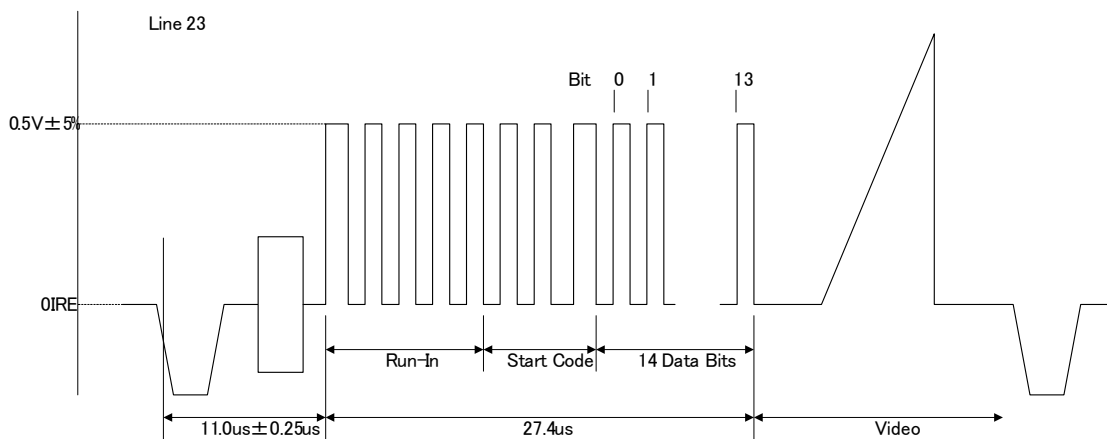 Line 23
Bit 0 1 13
0.5V±5%
0IRE
Run-In Start Code 14 Data Bits
11.0us±0.25us 27.4us Video